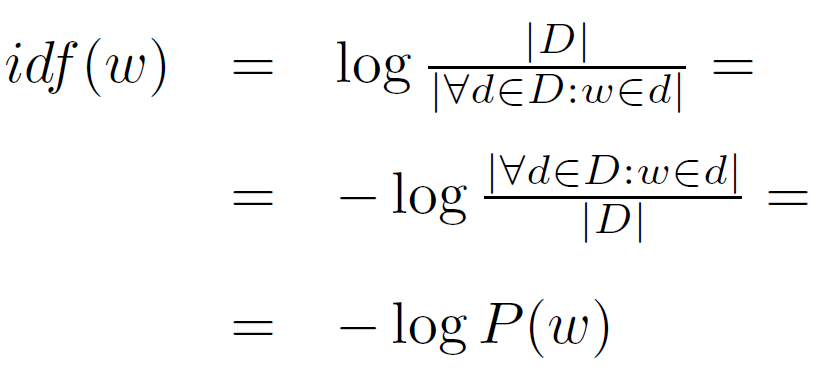 idf(w) = log |D| / |∀d∈D:w∈d| =
= − log |∀d∈D:w∈d| / |D| =
= − log P(w)